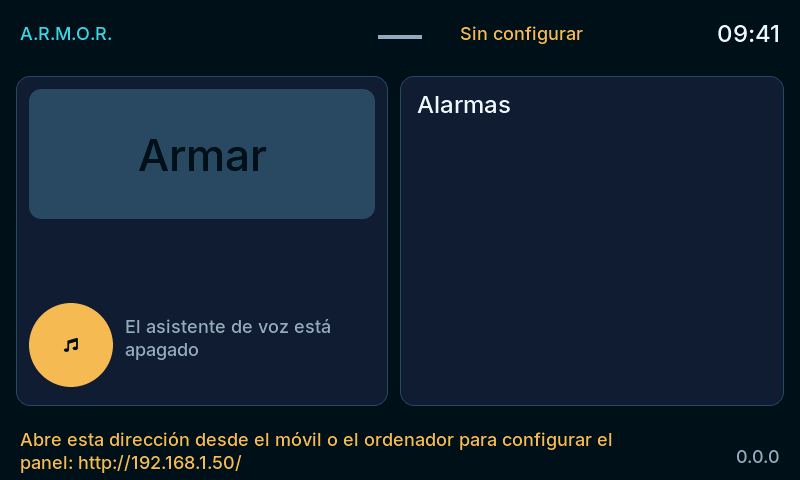 A.R.M.O.R.
Sin configurar
09:41
Armar
Alarmas
El asistente de voz está
apagado
Abre esta dirección desde el móvil o el ordenador para configurar el
panel: http://192.168.1.50/
0.0.0